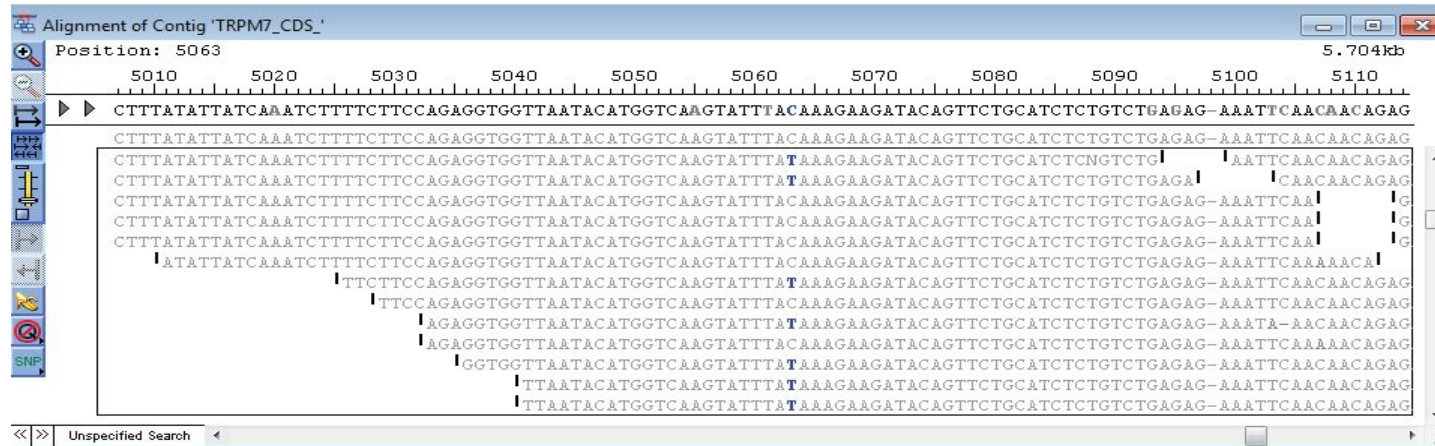 Alignment of Contig 'TRPM7_CDS_'
Position: 5063 5.704kb
5010 5020 5030 5040 5050 5060 5070 5080 5090 5100 5110
CTTTATATTATCAAATCTTTTCTTCCAGAGGTGGTTAATACATGGTCAAGTATTTACAAAGAAGATACAGTTCTGCATCTCTGTCTGAGAG-AAATTCAACAACAGAG
CTTTATATTATCAAATCTTTTCTTCCAGAGGTGGTTAATACATGGTCAAGTATTTACAAAGAAGATACAGTTCTGCATCTCTGTCTGAGAG-AAATTCAACAACAGAG
CTTTATATTATCAAATCTTTTCTTCCAGAGGTGGTTAATACATGGTCAAGTATTTATAAAGAAGATACAGTTCTGCATCTCNGTCTG AATTCAACAACAGAG
CTTTATATTATCAAATCTTTTCTTCCAGAGGTGGTTAATACATGGTCAAGTATTTATAAAGAAGATACAGTTCTGCATCTCTGTCTGAGA CAACAACAGAG
CTTTATATTATCAAATCTTTTCTTCCAGAGGTGGTTAATACATGGTCAAGTATTTACAAAGAAGATACAGTTCTGCATCTCTGTCTGAGAG-AAATTCAA G
CTTTATATTATCAAATCTTTTCTTCCAGAGGTGGTTAATACATGGTCAAGTATTTACAAAGAAGATACAGTTCTGCATCTCTGTCTGAGAG-AAATTCAA G
CTTTATATTATCAAATCTTTTCTTCCAGAGGTGGTTAATACATGGTCAAGTATTTACAAAGAAGATACAGTTCTGCATCTCTGTCTGAGAG-AAATTCAA G
ATATTATCAAATCTTTTCTTCCAGAGGTGGTTAATACATGGTCAAGTATTTACAAAGAAGATACAGTTCTGCATCTCTGTCTGAGAG-AAATTCAAAAACA
TTCTTCCAGAGGTGGTTAATACATGGTCAAGTATTTATAAAGAAGATACAGTTCTGCATCTCTGTCTGAGAG-AAATTCAACAACAGAG
TTCCAGAGGTGGTTAATACATGGTCAAGTATTTACAAAGAAGATACAGTTCTGCATCTCTGTCTGAGAG-AAATTCAACAACAGAG
AGAGGTGGTTAATACATGGTCAAGTATTTATAAAGAAGATACAGTTCTGCATCTCTGTCTGAGAG-AAATA-AACAACAGAG
AGAGGTGGTTAATACATGGTCAAGTATTTACAAAGAAGATACAGTTCTGCATCTCTGTCTGAGAG-AAATTCAAAAACAGAG
GGTGGTTAATACATGGTCAAGTATTTATAAAGAAGATACAGTTCTGCATCTCTGTCTGAGAG-AAATTCAACAACAGAG
TTAATACATGGTCAAGTATTTATAAAGAAGATACAGTTCTGCATCTCTGTCTGAGAG-AAATTCAACAACAGAG
TTAATACATGGTCAAGTATTTATAAAGAAGATACAGTTCTGCATCTCTGTCTGAGAG-AAATTCAACAACAGAG
SNP
Unspecified Search